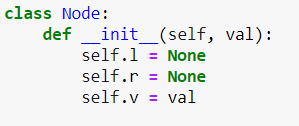 class Node:
    def __init__(self, val):
        self.l = None
        self.r = None
        self.v = val